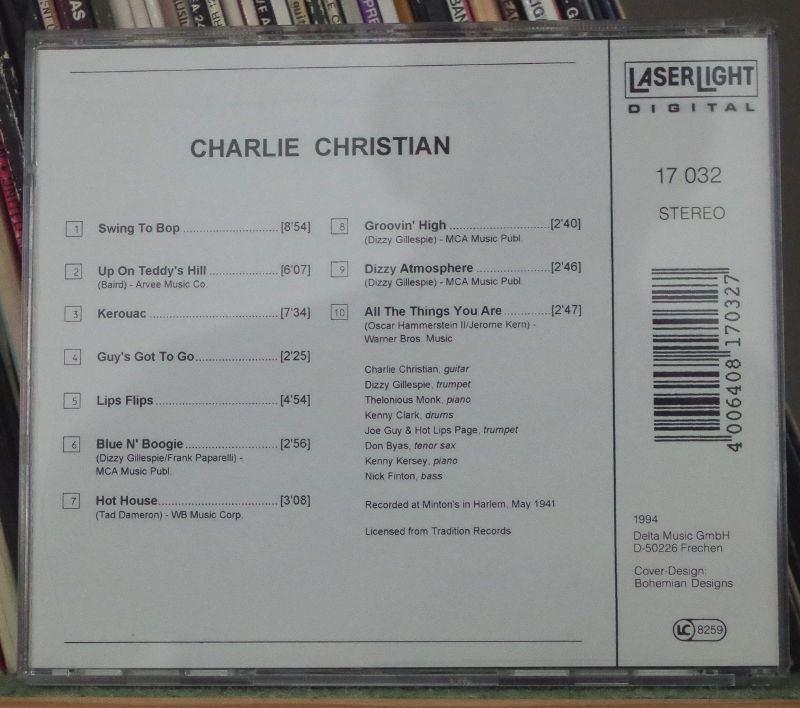 CHARLIE CHRISTIAN
1 Swing To Bop ............................ [8'54]
2 Up On Teddy's Hill ..................... [6'07]
(Baird) - Arvee Music Co.
3 Kerouac ....................................... [7'34]
4 Guy's Got To Go ......................... [2'25]
5 Lips Flips ..................................... [4'54]
6 Blue N' Boogie ............................ [2'56]
(Dizzy Gillespie/Frank Paparelli) -
MCA Music Publ.
7 Hot House .................................... [3'08]
(Tad Dameron) - WB Music Corp.
8 Groovin' High .............................. [2'40]
(Dizzy Gillespie) - MCA Music Publ.
9 Dizzy Atmosphere ...................... [2'46]
(Dizzy Gillespie) - MCA Music Publ.
10 All The Things You Are .............. [2'47]
(Oscar Hammerstein II/Jerome Kern) -
Warner Bros. Music
Charlie Christian, guitar
Dizzy Gillespie, trumpet
Thelonious Monk, piano
Kenny Clark, drums
Joe Guy & Hot Lips Page, trumpet
Don Byas, tenor sax
Kenny Kersey, piano
Nick Finton, bass
Recorded at Minton's in Harlem, May 1941
Licensed from Tradition Records
LASERLIGHT
DIGITAL
17 032
STEREO
4 006408 170327
1994
Delta Music GmbH
D-50226 Frechen
Cover-Design:
Bohemian Designs
LC 8259